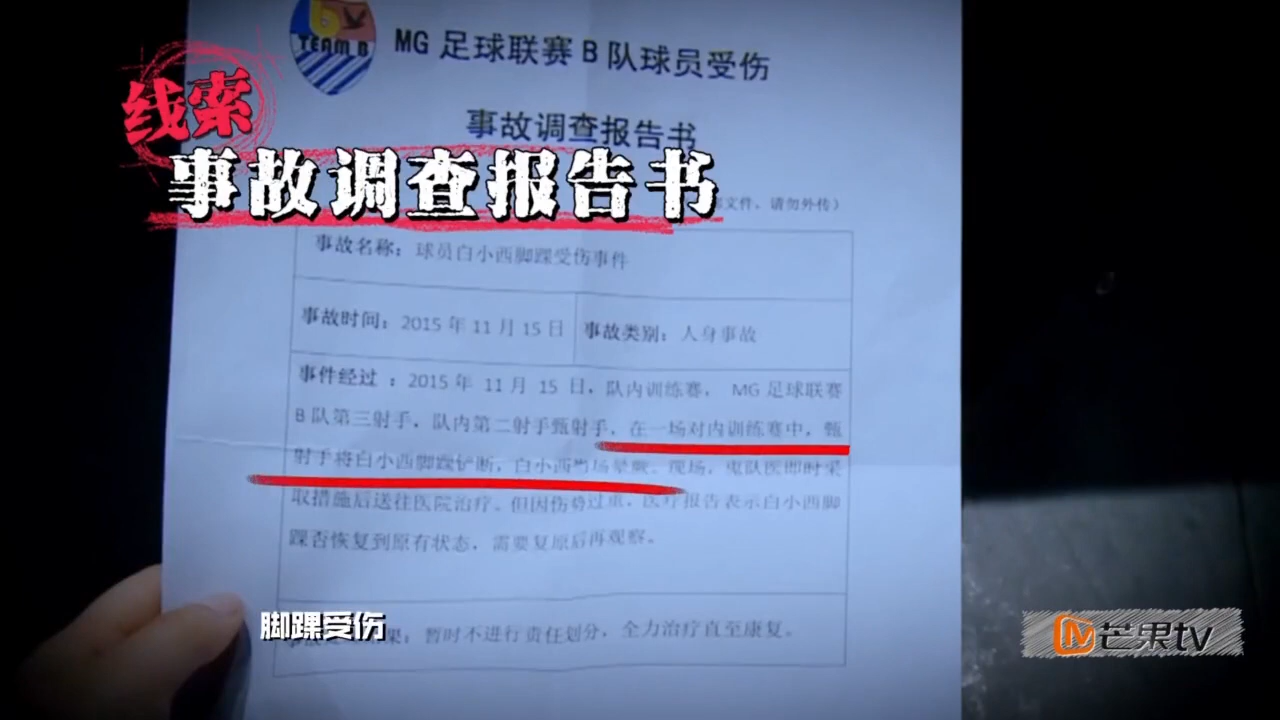 TEAM B
MG 足球联赛 B 队球员受伤
线索
事故调查报告书
事故调查报告书
文件，请勿外传）
事故名称：球员白小西脚踝受伤事件
事故时间：2015 年 11 月 15 日
事故类别：人身事故
事件经过 ：2015 年 11 月 15 日，队内训练赛， MG 足球联赛
B 队第三射手，队内第二射手甄射手，在一场对内训练赛中，甄
射手将白小西脚踝铲断，白小西当场晕厥。现场，鬼队医即时采
取措施后送往医院治疗。但因伤势过重，医疗报告表示白小西脚
踝否恢复到原有状态，需要复原后再观察。
果：暂时不进行责任划分，全力治疗直至康复。
脚踝受伤
芒果tv